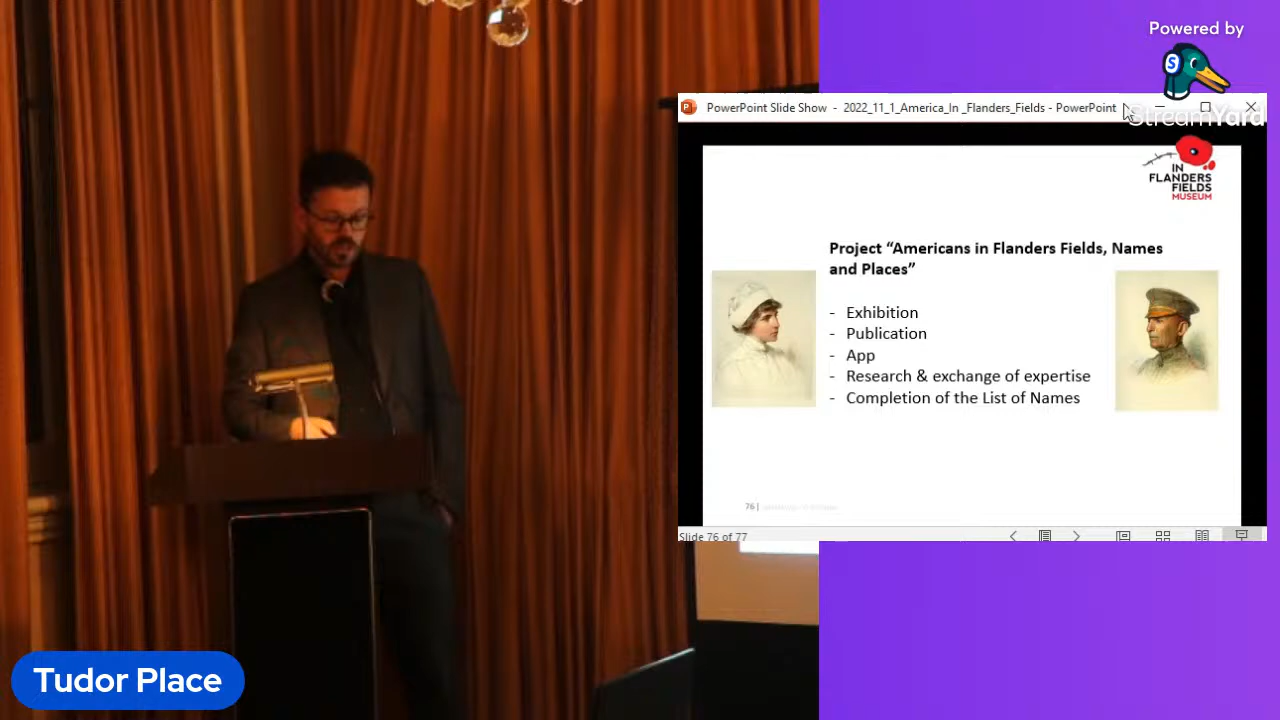 Powered by
S
StreamYard
P
PowerPoint Slide Show - 2022_11_1_America_In _Flanders_Fields - PowerPoint
IN
FLANDERS
FIELDS
MUSEUM
Project “Americans in Flanders Fields, Names
and Places”
- Exhibition
- Publication
- App
- Research & exchange of expertise
- Completion of the List of Names
76 |
Slide 76 of 77
Tudor Place